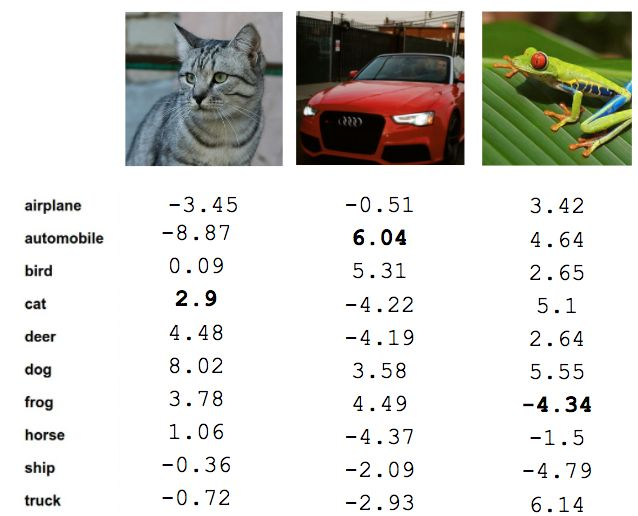 airplane -3.45 -0.51 3.42
automobile -8.87 6.04 4.64
bird 0.09 5.31 2.65
cat 2.9 -4.22 5.1
deer 4.48 -4.19 2.64
dog 8.02 3.58 5.55
frog 3.78 4.49 -4.34
horse 1.06 -4.37 -1.5
ship -0.36 -2.09 -4.79
truck -0.72 -2.93 6.14